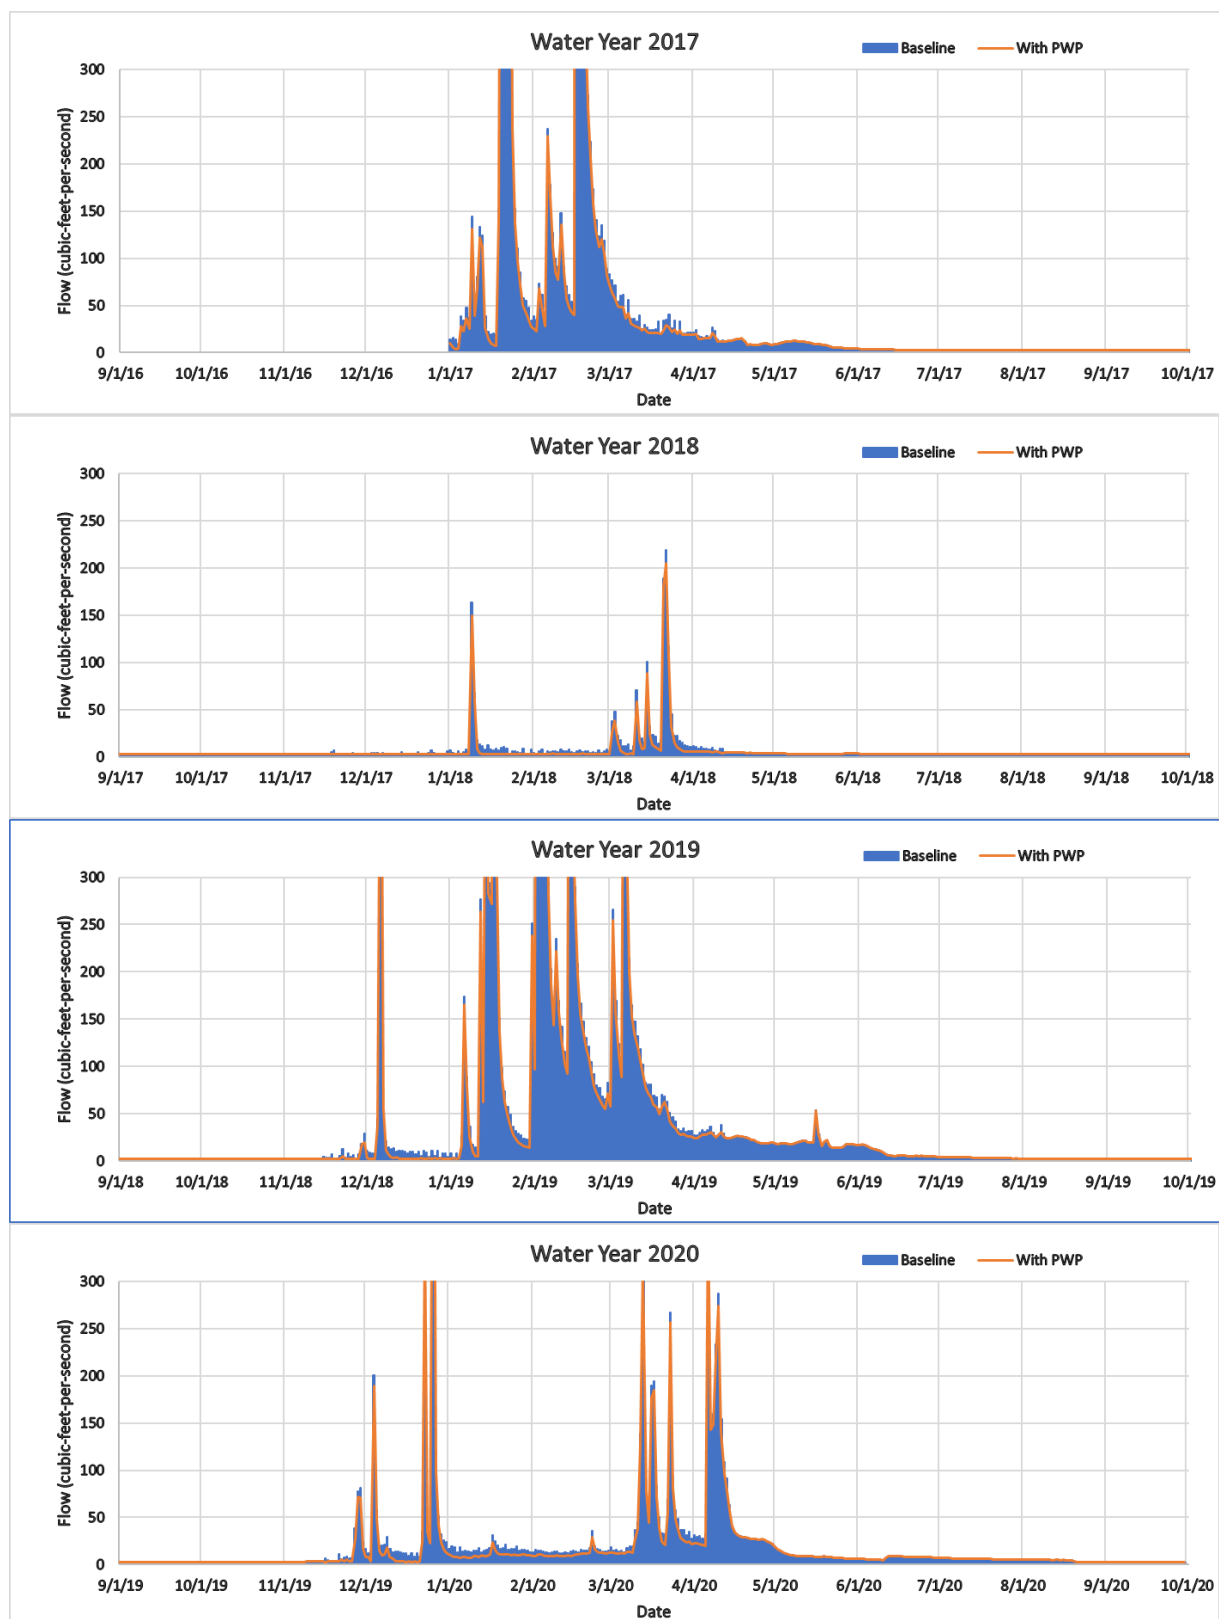 Water Year 2017
Baseline With PWP
300
250
200
150
100
50
0
Flow (cubic-feet-per-second)
9/1/16 10/1/16 11/1/16 12/1/16 1/1/17 2/1/17 3/1/17 4/1/17 5/1/17 6/1/17 7/1/17 8/1/17 9/1/17 10/1/17
Date
Water Year 2018
Baseline With PWP
300
250
200
150
100
50
0
Flow (cubic-feet-per-second)
9/1/17 10/1/17 11/1/17 12/1/17 1/1/18 2/1/18 3/1/18 4/1/18 5/1/18 6/1/18 7/1/18 8/1/18 9/1/18 10/1/18
Date
Water Year 2019
Baseline With PWP
300
250
200
150
100
50
0
Flow (cubic-feet-per-second)
9/1/18 10/1/18 11/1/18 12/1/18 1/1/19 2/1/19 3/1/19 4/1/19 5/1/19 6/1/19 7/1/19 8/1/19 9/1/19 10/1/19
Date
Water Year 2020
Baseline With PWP
300
250
200
150
100
50
0
Flow (cubic-feet-per-second)
9/1/19 10/1/19 11/1/19 12/1/19 1/1/20 2/1/20 3/1/20 4/1/20 5/1/20 6/1/20 7/1/20 8/1/20 9/1/20 10/1/20
Date